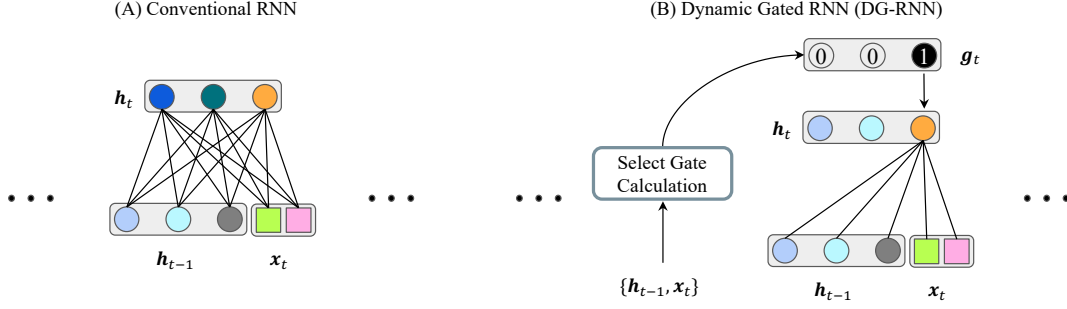 (A) Conventional RNN
h_t
h_{t−1}
x_t
(B) Dynamic Gated RNN (DG-RNN)
0 0 1 g_t
h_t
Select Gate
Calculation
{h_{t−1}, x_t}
h_{t−1}
x_t